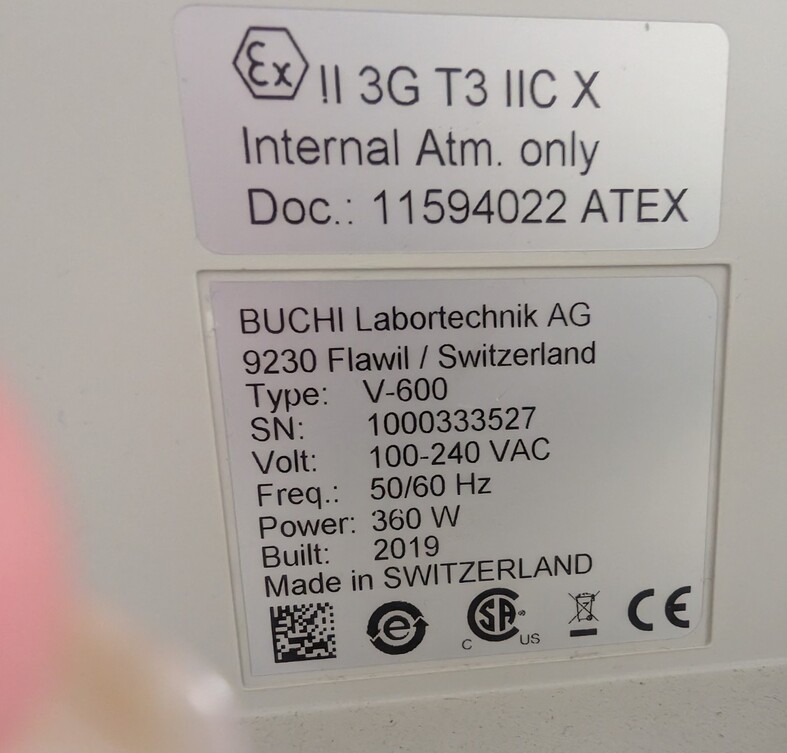 Ex II 3G T3 IIC X
Internal Atm. only
Doc.: 11594022 ATEX
BUCHI Labortechnik AG
9230 Flawil / Switzerland
Type: V-600
SN: 1000333527
Volt: 100-240 VAC
Freq.: 50/60 Hz
Power: 360 W
Built: 2019
Made in SWITZERLAND
e C SA US CE